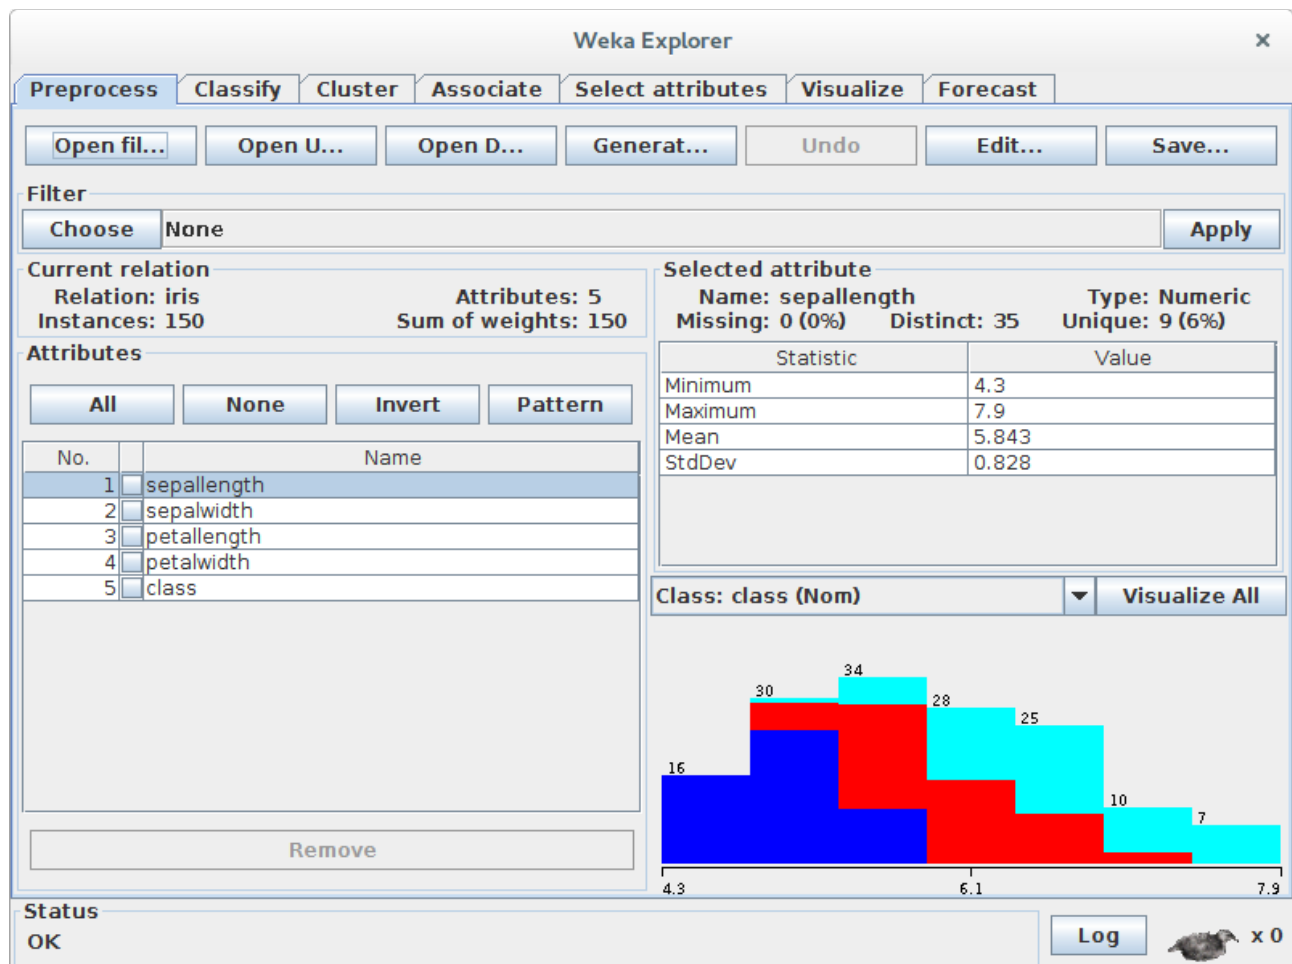 Weka Explorer
Preprocess Classify Cluster Associate Select attributes Visualize Forecast
Open fil... Open U... Open D... Generat... Undo Edit... Save...
Filter
Choose None Apply
Current relation
Relation: iris Attributes: 5
Instances: 150 Sum of weights: 150
Attributes
All None Invert Pattern
No. Name
1 sepallength
2 sepalwidth
3 petallength
4 petalwidth
5 class
Remove
Selected attribute
Name: sepallength Type: Numeric
Missing: 0 (0%) Distinct: 35 Unique: 9 (6%)
Statistic Value
Minimum 4.3
Maximum 7.9
Mean 5.843
StdDev 0.828
Class: class (Nom) Visualize All
16 30 34 28 25 10 7
4.3 6.1 7.9
Status
OK
Log x 0